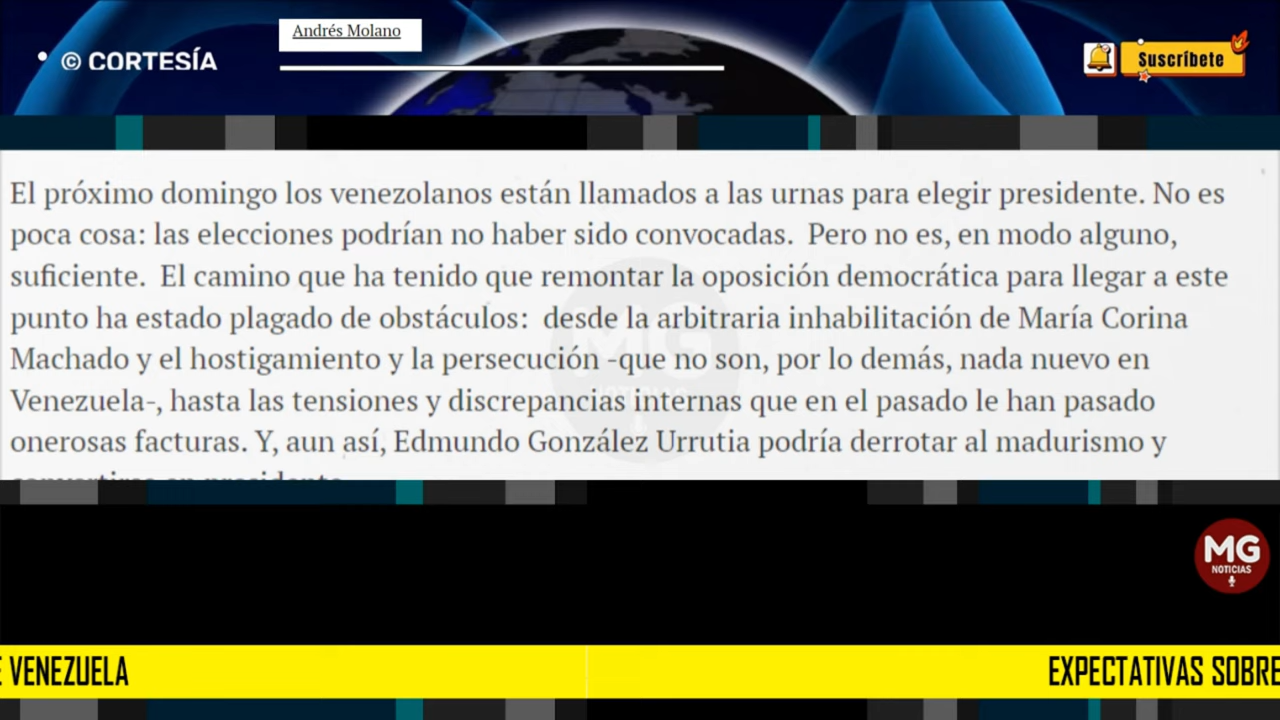 Andrés Molano
© CORTESÍA
Suscríbete
El próximo domingo los venezolanos están llamados a las urnas para elegir presidente. No es
poca cosa: las elecciones podrían no haber sido convocadas.  Pero no es, en modo alguno,
suficiente.  El camino que ha tenido que remontar la oposición democrática para llegar a este
punto ha estado plagado de obstáculos:  desde la arbitraria inhabilitación de María Corina
Machado y el hostigamiento y la persecución -que no son, por lo demás, nada nuevo en
Venezuela-, hasta las tensiones y discrepancias internas que en el pasado le han pasado
onerosas facturas. Y, aun así, Edmundo González Urrutia podría derrotar al madurismo y
MG
NOTICIAS
VENEZUELA
EXPECTATIVAS SOBRE